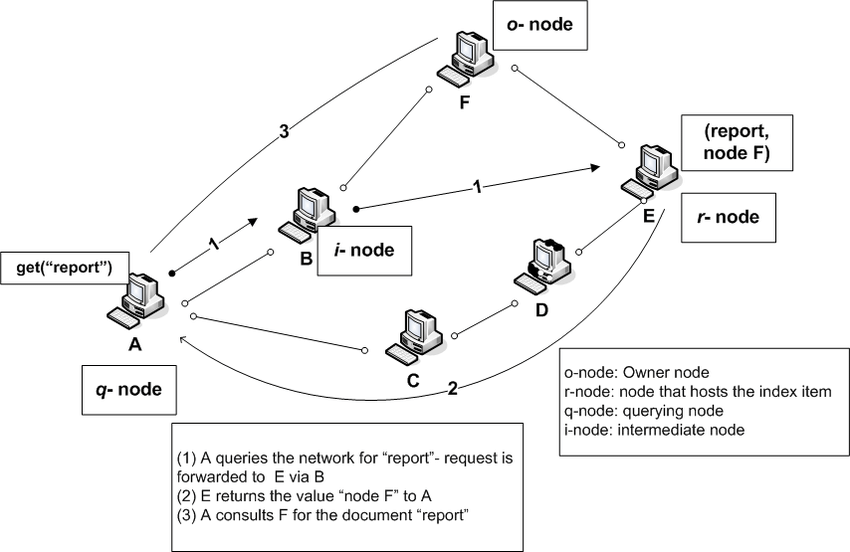 o- node
F
3
(report,
node F)
1
E
r- node
1
B
i- node
get("report")
A
D
C
2
q- node
o-node: Owner node
r-node: node that hosts the index item
q-node: querying node
i-node: intermediate node
(1) A queries the network for "report"- request is
forwarded to  E via B
(2) E returns the value "node F" to A
(3) A consults F for the document "report"